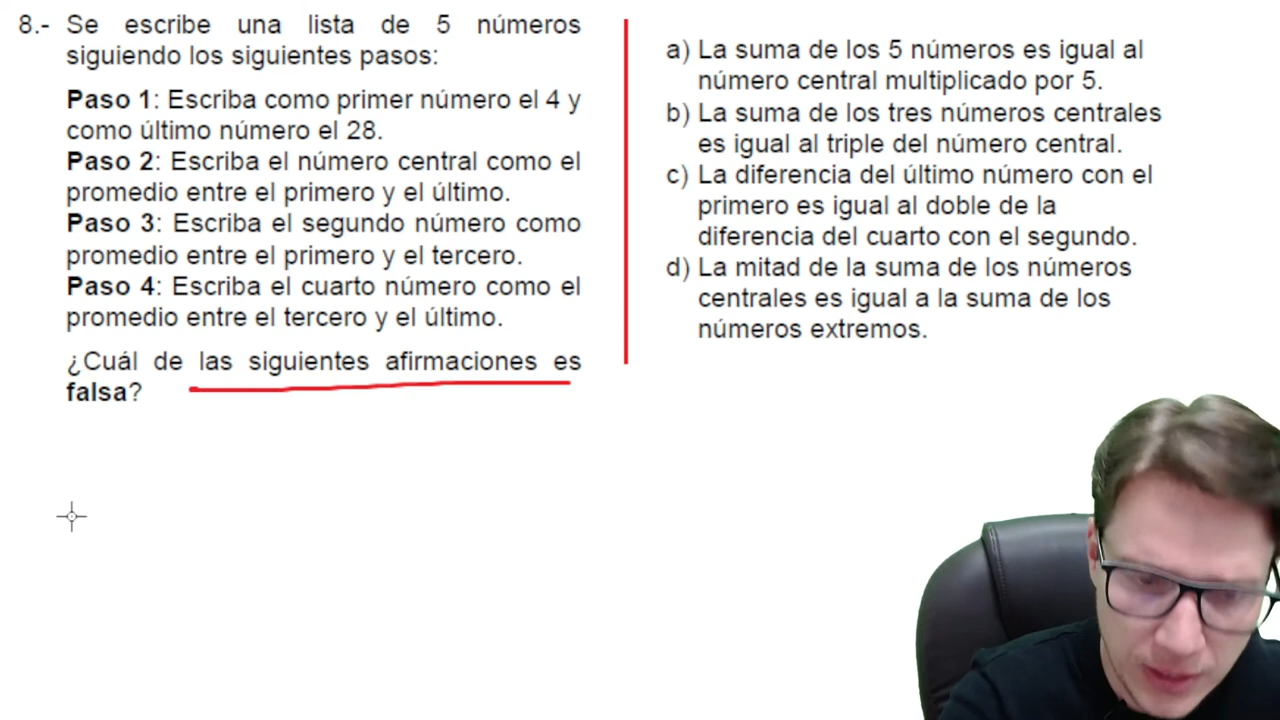 8.- Se escribe una lista de 5 números
siguiendo los siguientes pasos:
Paso 1: Escriba como primer número el 4 y
como último número el 28.
Paso 2: Escriba el número central como el
promedio entre el primero y el último.
Paso 3: Escriba el segundo número como
promedio entre el primero y el tercero.
Paso 4: Escriba el cuarto número como el
promedio entre el tercero y el último.
¿Cuál de las siguientes afirmaciones es
falsa?
a) La suma de los 5 números es igual al
número central multiplicado por 5.
b) La suma de los tres números centrales
es igual al triple del número central.
c) La diferencia del último número con el
primero es igual al doble de la
diferencia del cuarto con el segundo.
d) La mitad de la suma de los números
centrales es igual a la suma de los
números extremos.